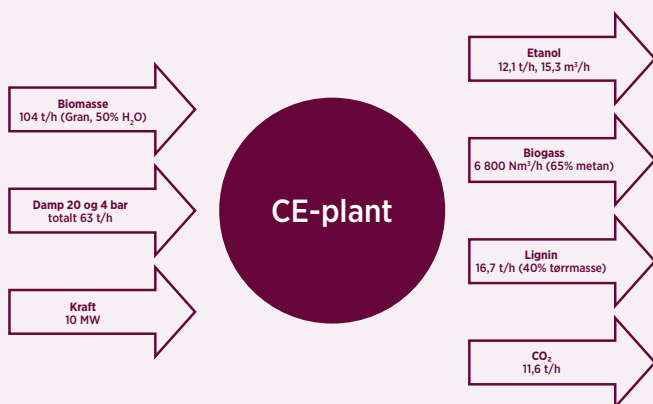 Biomasse
104 t/h (Gran, 50% H₂O)
Damp 20 og 4 bar
totalt 63 t/h
Kraft
10 MW
CE-plant
Etanol
12,1 t/h, 15,3 m³/h
Biogass
6 800 Nm³/h (65% metan)
Lignin
16,7 t/h (40% tørrmasse)
CO₂
11,6 t/h